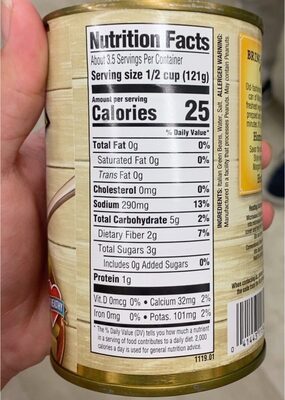 Nutrition Facts
About 3.5 Servings Per Container
Serving size 1/2 cup (121g)
Amount per serving
Calories 25
% Daily Value*
Total Fat 0g 0%
Saturated Fat 0g 0%
Trans Fat 0g
Cholesterol 0mg 0%
Sodium 290mg 13%
Total Carbohydrate 5g 2%
Dietary Fiber 2g 7%
Total Sugars 3g
Includes 0g Added Sugars 0%
Protein 1g
Vit.D 0mcg 0% • Calcium 32mg 2%
Iron 0mg 0% • Potas. 101mg 2%
* The % Daily Value (DV) tells you how much a nutrient
in a serving of food contributes to a daily diet. 2,000
calories a day is used for general nutrition advice.
1119.01
INGREDIENTS: Italian Green Beans, Water, Salt. ALLERGEN WARNING:
Manufactured in a facility that processes Peanuts. May contain Peanuts.